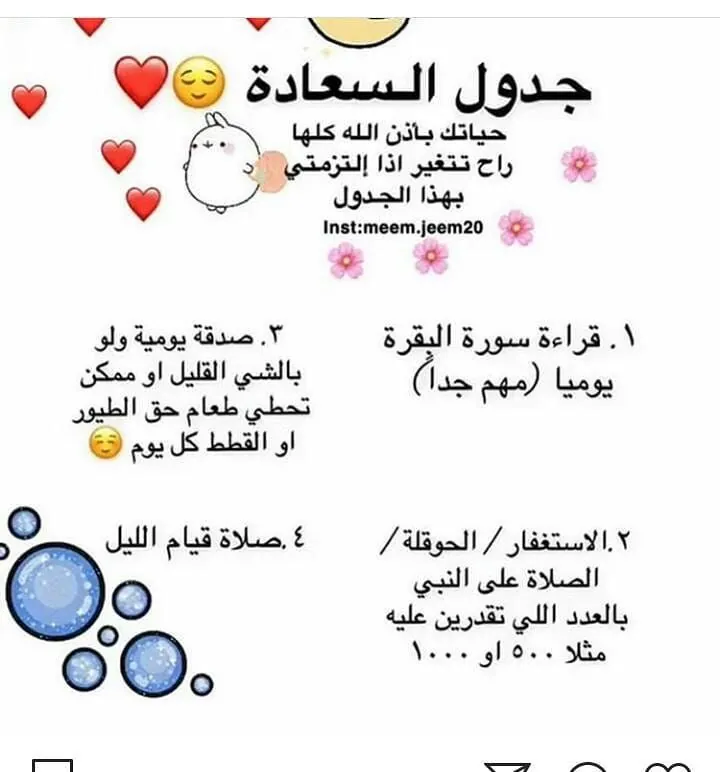 جدول السعادة
حياتك بأذن الله كلها
راح تتغير اذا إلتزمتي
بهذا الجدول
Inst:meem.jeem20
١. قراءة سورة البقرة
يوميا (مهم جداً)
٢.الاستغفار / الحوقلة /
الصلاة على النبي
بالعدد اللي تقدرين عليه
مثلا ٥٠٠ او ١٠٠٠
٣. صدقة يومية ولو
بالشي القليل او ممكن
تحطي طعام حق الطيور
او القطط كل يوم
٤.صلاة قيام الليل